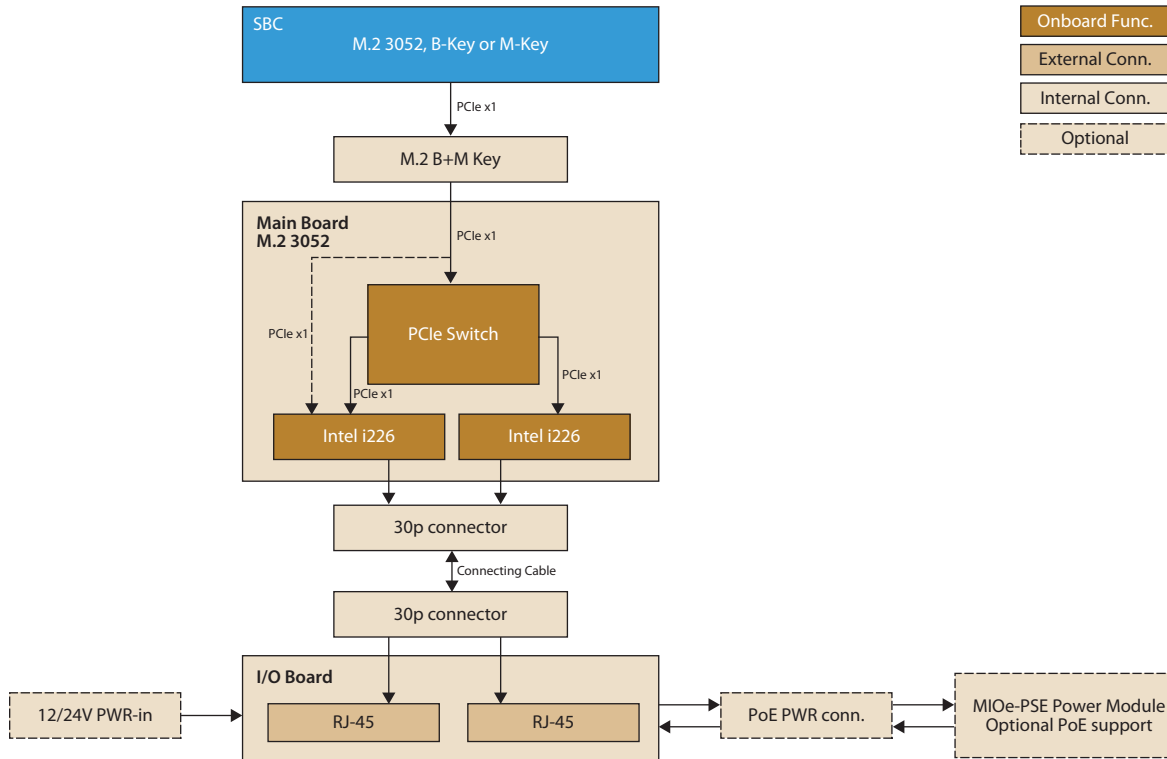 SBC
M.2 3052, B-Key or M-Key
Onboard Func.
External Conn.
Internal Conn.
Optional
PCIe x1
M.2 B+M Key
Main Board
M.2 3052
PCIe x1
PCIe x1
PCIe Switch
PCIe x1
PCIe x1
Intel i226
Intel i226
30p connector
Connecting Cable
30p connector
I/O Board
RJ-45
RJ-45
12/24V PWR-in
PoE PWR conn.
MIOe-PSE Power Module
Optional PoE support